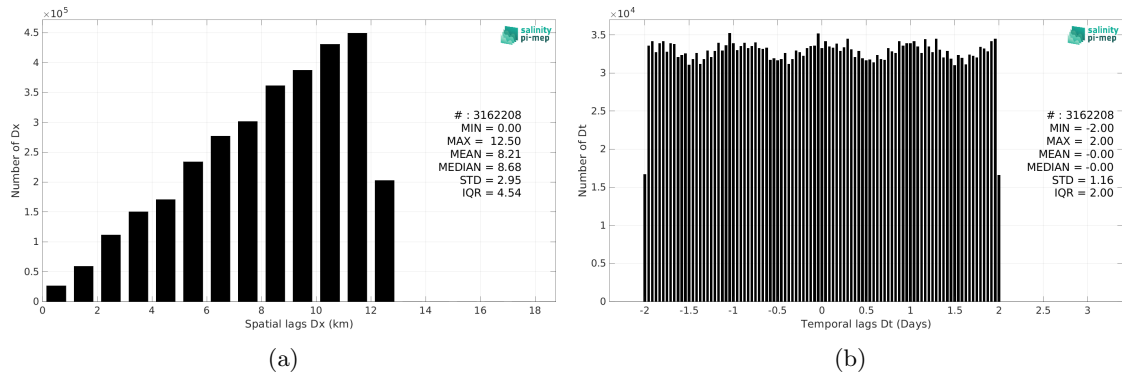 ×10^5
4.5
4
3.5
3
2.5
2
1.5
1
0.5
0
Number of Dx
0 2 4 6 8 10 12 14 16 18
Spatial lags Dx (km)
salinity
pi-mep
# : 3162208
MIN = 0.00
MAX = 12.50
MEAN = 8.21
MEDIAN = 8.68
STD = 2.95
IQR = 4.54
(a)
×10^4
3.5
3
2.5
2
1.5
1
0.5
0
Number of Dt
-2 -1.5 -1 -0.5 0 0.5 1 1.5 2 2.5 3
Temporal lags Dt (Days)
salinity
pi-mep
# : 3162208
MIN = -2.00
MAX = 2.00
MEAN = -0.00
MEDIAN = -0.00
STD = 1.16
IQR = 2.00
(b)